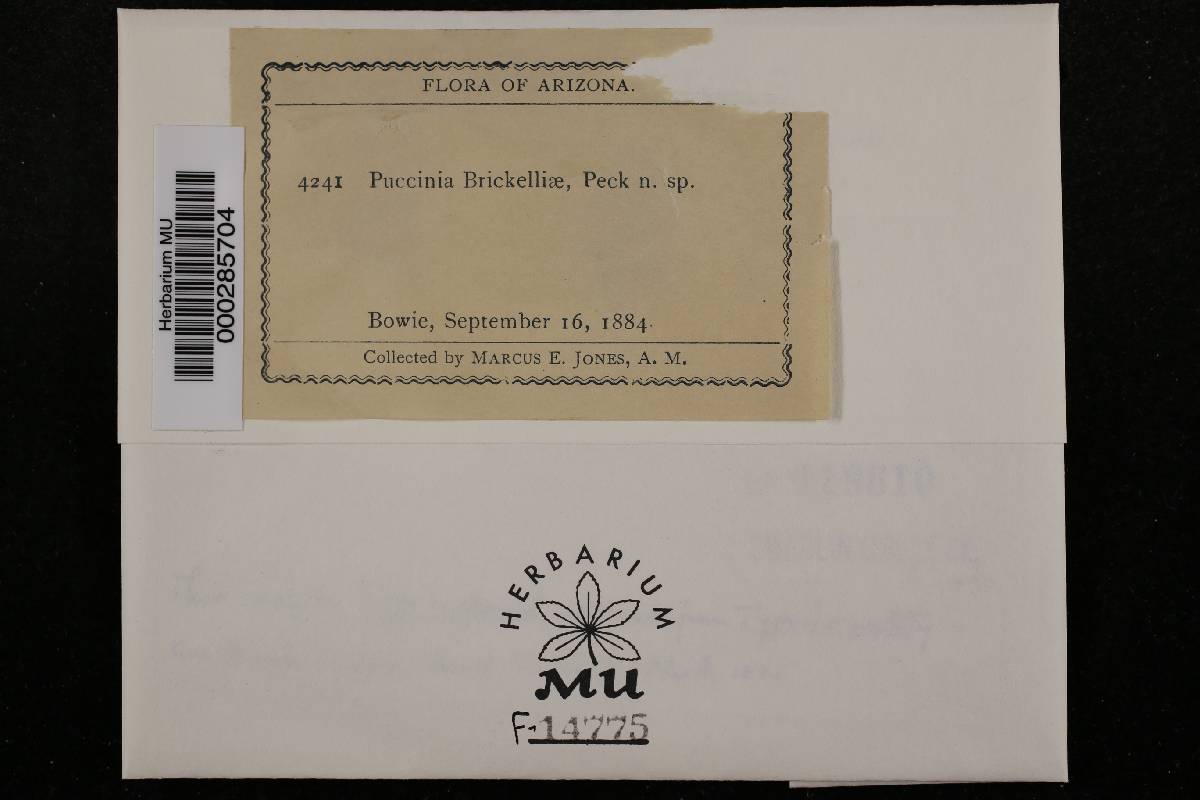 FLORA OF ARIZONA.
4241 Puccinia Brickelliæ, Peck n. sp.
Bowie, September 16, 1884.
Collected by MARCUS E. JONES, A. M.
Herbarium MU
000285704
HERBARIUM
MU
F-14775